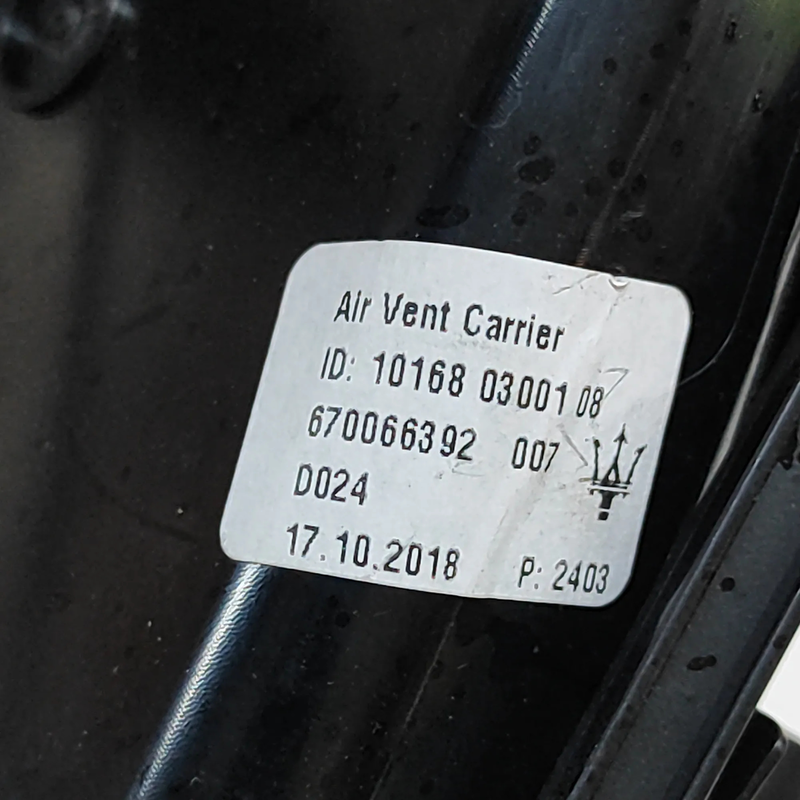 Air Vent Carrier
ID: 10168 03001 08
670066392 007
D024
17.10.2018 P: 2403